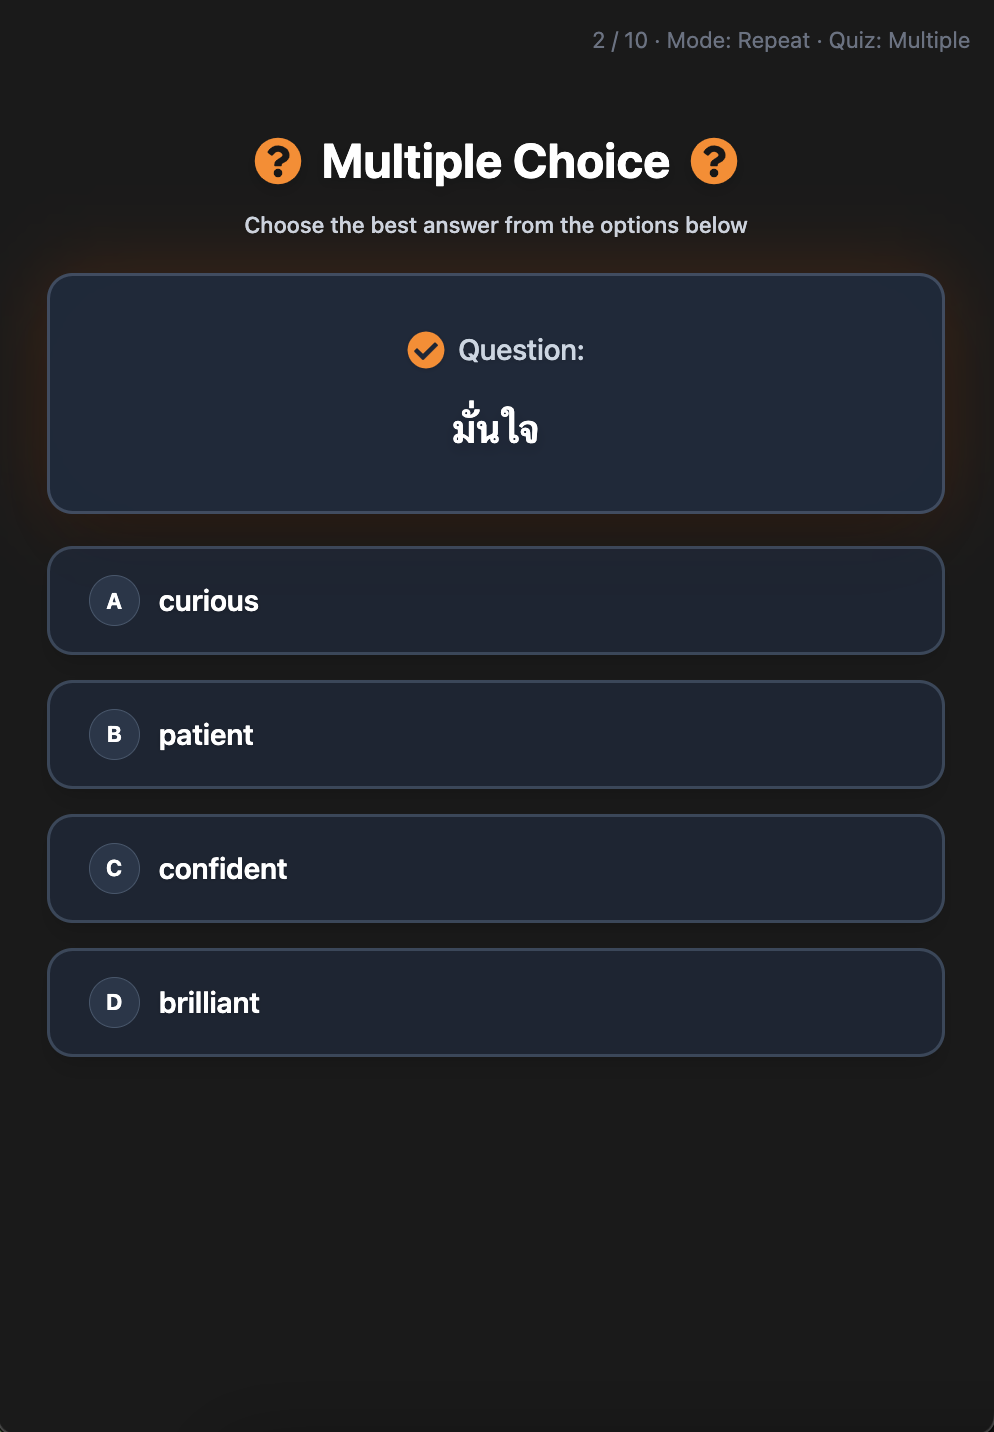 2 / 10 · Mode: Repeat · Quiz: Multiple
Multiple Choice
Choose the best answer from the options below
Question:
มั่นใจ
A curious
B patient
C confident
D brilliant